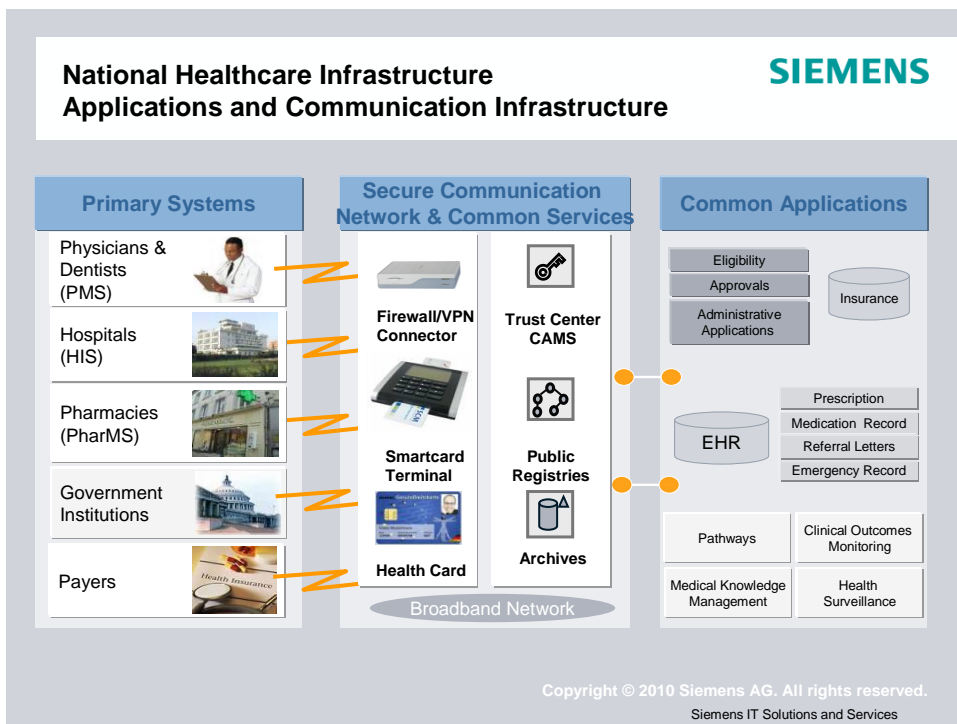 National Healthcare Infrastructure
Applications and Communication Infrastructure
SIEMENS
Primary Systems
Physicians &
Dentists
(PMS)
Hospitals
(HIS)
Pharmacies
(PharMS)
Government
Institutions
Payers
Health Insurance
Secure Communication
Network & Common Services
Firewall/VPN
Connector
Smartcard
Terminal
Health Card
Trust Center
CAMS
Public
Registries
Archives
Broadband Network
Common Applications
Eligibility
Approvals
Administrative
Applications
Insurance
EHR
Prescription
Medication Record
Referral Letters
Emergency Record
Pathways
Clinical Outcomes
Monitoring
Medical Knowledge
Management
Health
Surveillance
Copyright © 2010 Siemens AG. All rights reserved.
Siemens IT Solutions and Services